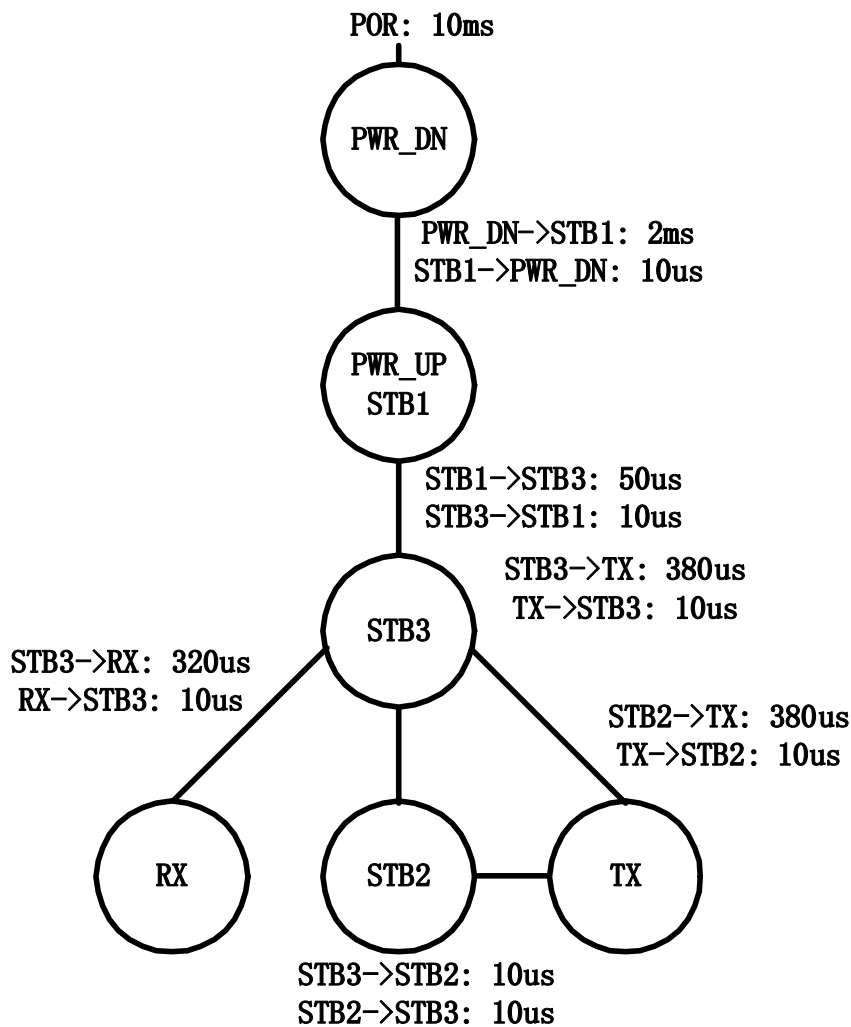 POR: 10ms
PWR_DN
PWR_DN->STB1: 2ms
STB1->PWR_DN: 10us
PWR_UP
STB1
STB1->STB3: 50us
STB3->STB1: 10us
STB3->TX: 380us
TX->STB3: 10us
STB3
STB3->RX: 320us
RX->STB3: 10us
STB2->TX: 380us
TX->STB2: 10us
RX
STB2
TX
STB3->STB2: 10us
STB2->STB3: 10us